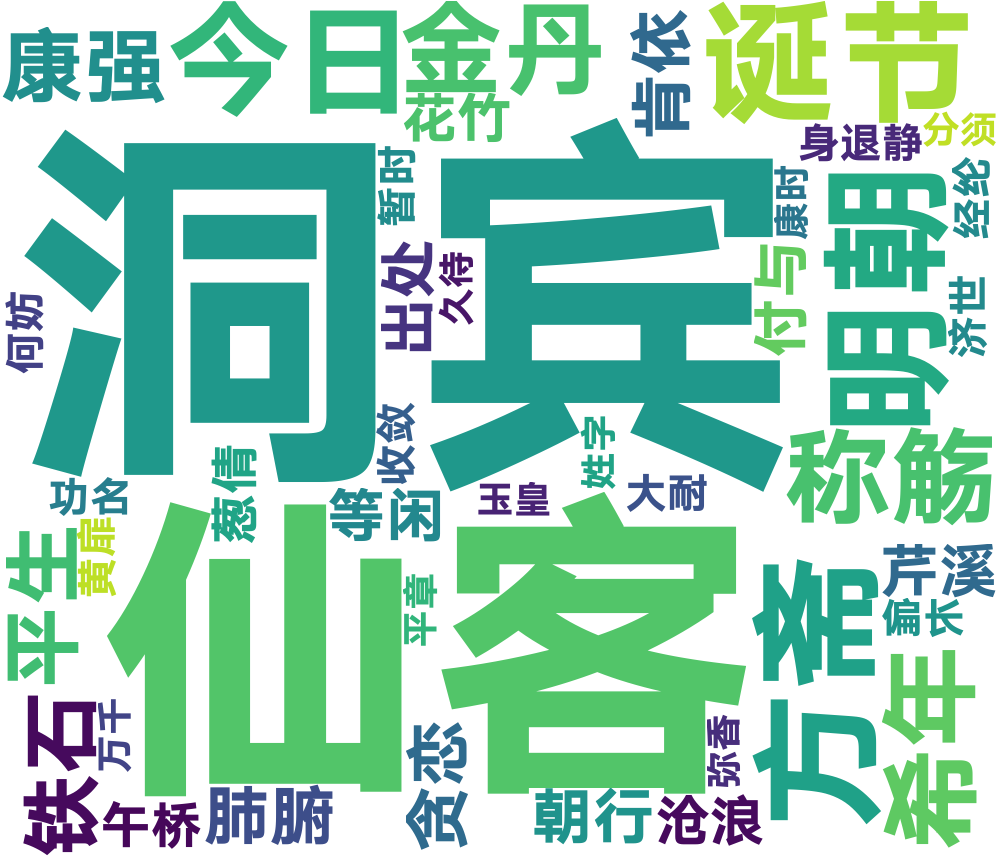 康强
今日
金丹
花竹
肯依
诞节
分须
身退静
洞宾
暂时
康时
明朝
经纶
出处
久待
付与
济世
何妨
称觞
收敛
姓字
葱倩
等闲
功名
玉皇
大耐
仙客
平生
黄扉
平章
芹溪
偏长
万希
希年
铁石
万千
贪恋
弥香
午桥
肺腑
朝行
沧浪